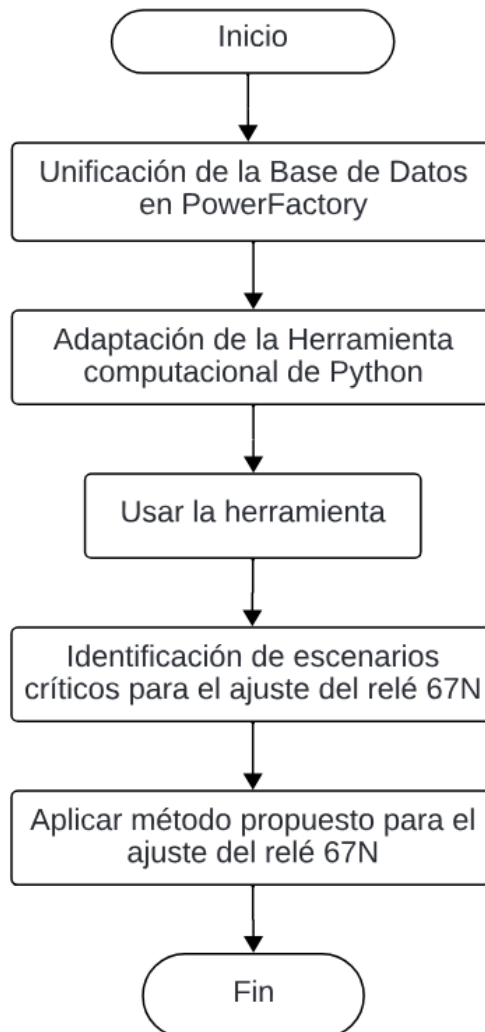 Inicio
Unificación de la Base de Datos
en PowerFactory
Adaptación de la Herramienta
computacional de Python
Usar la herramienta
Identificación de escenarios
críticos para el ajuste del relé 67N
Aplicar método propuesto para el
ajuste del relé 67N
Fin